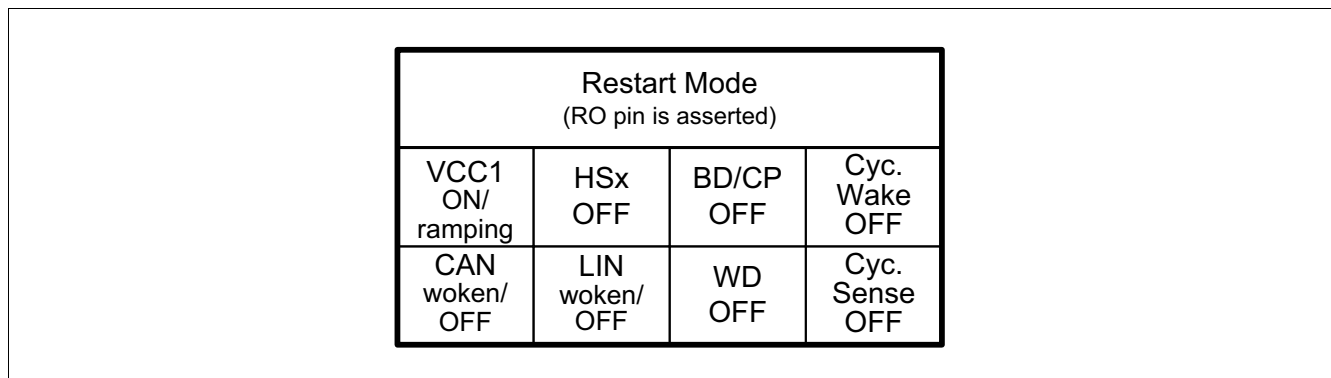 Restart Mode
(RO pin is asserted)
VCC1
ON/
ramping
HSx
OFF
BD/CP
OFF
Cyc.
Wake
OFF
CAN
woken/
OFF
LIN
woken/
OFF
WD
OFF
Cyc.
Sense
OFF